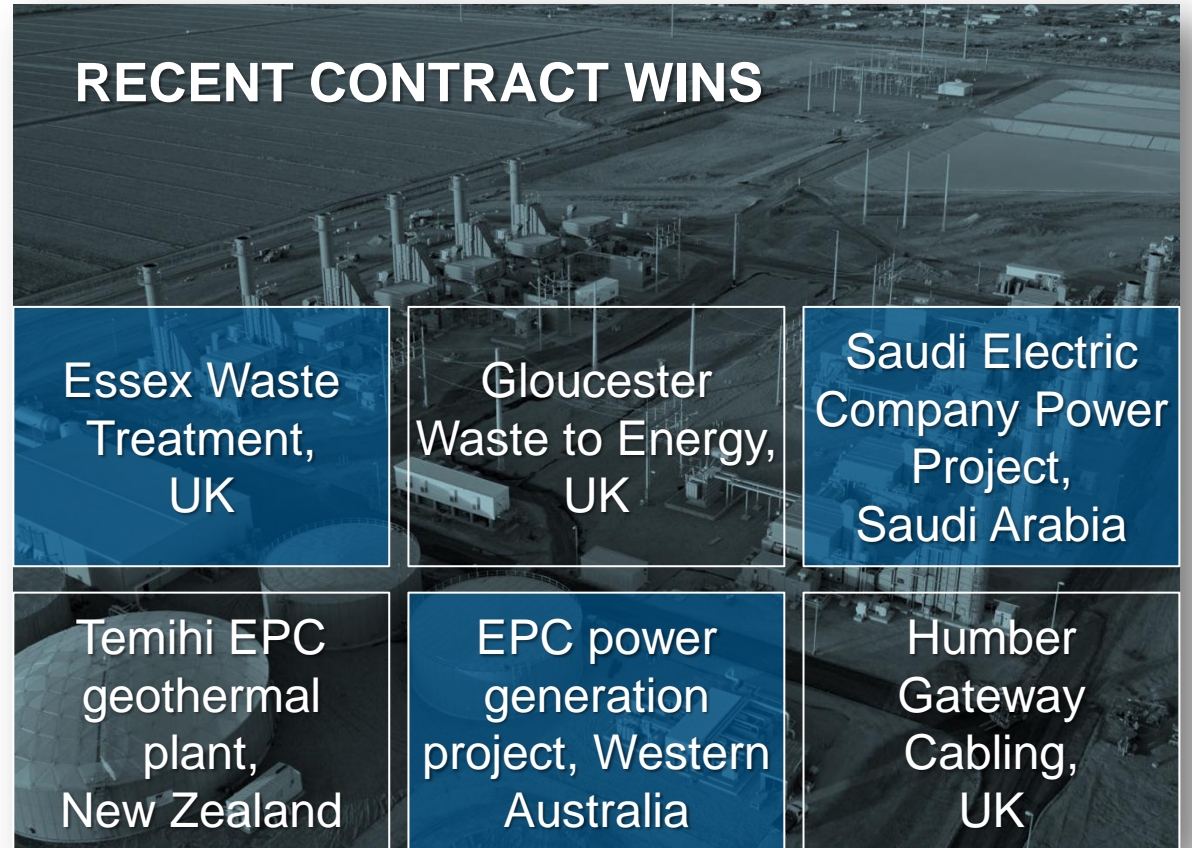 RECENT CONTRACT WINS
Essex Waste
Treatment,
UK
Gloucester
Waste to Energy,
UK
Saudi Electric
Company Power
Project,
Saudi Arabia
Temihi EPC
geothermal
plant,
New Zealand
EPC power
generation
project, Western
Australia
Humber
Gateway
Cabling,
UK